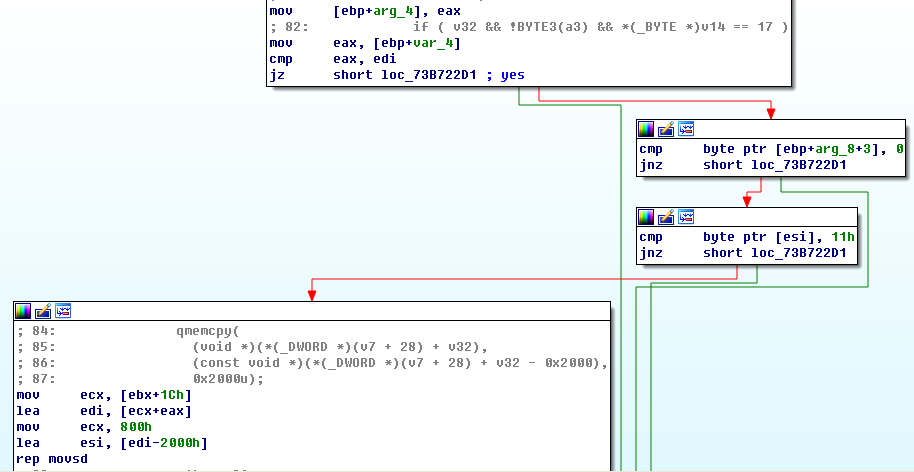 mov [ebp+arg_4], eax
; 82: if ( v32 && !BYTE3(a3) && *(_BYTE *)v14 == 17 )
mov eax, [ebp+var_4]
cmp eax, edi
jz short loc_73B722D1 ; yes
cmp byte ptr [ebp+arg_8+3], 0
jnz short loc_73B722D1
cmp byte ptr [esi], 11h
jnz short loc_73B722D1
; 84: qmemcpy(
; 85: (void *)(*(_DWORD *)(v7 + 28) + v32),
; 86: (const void *)(*(_DWORD *)(v7 + 28) + v32 - 0x2000),
; 87: 0x2000u);
mov ecx, [ebx+1Ch]
lea edi, [ecx+eax]
mov ecx, 800h
lea esi, [edi-2000h]
rep movsd